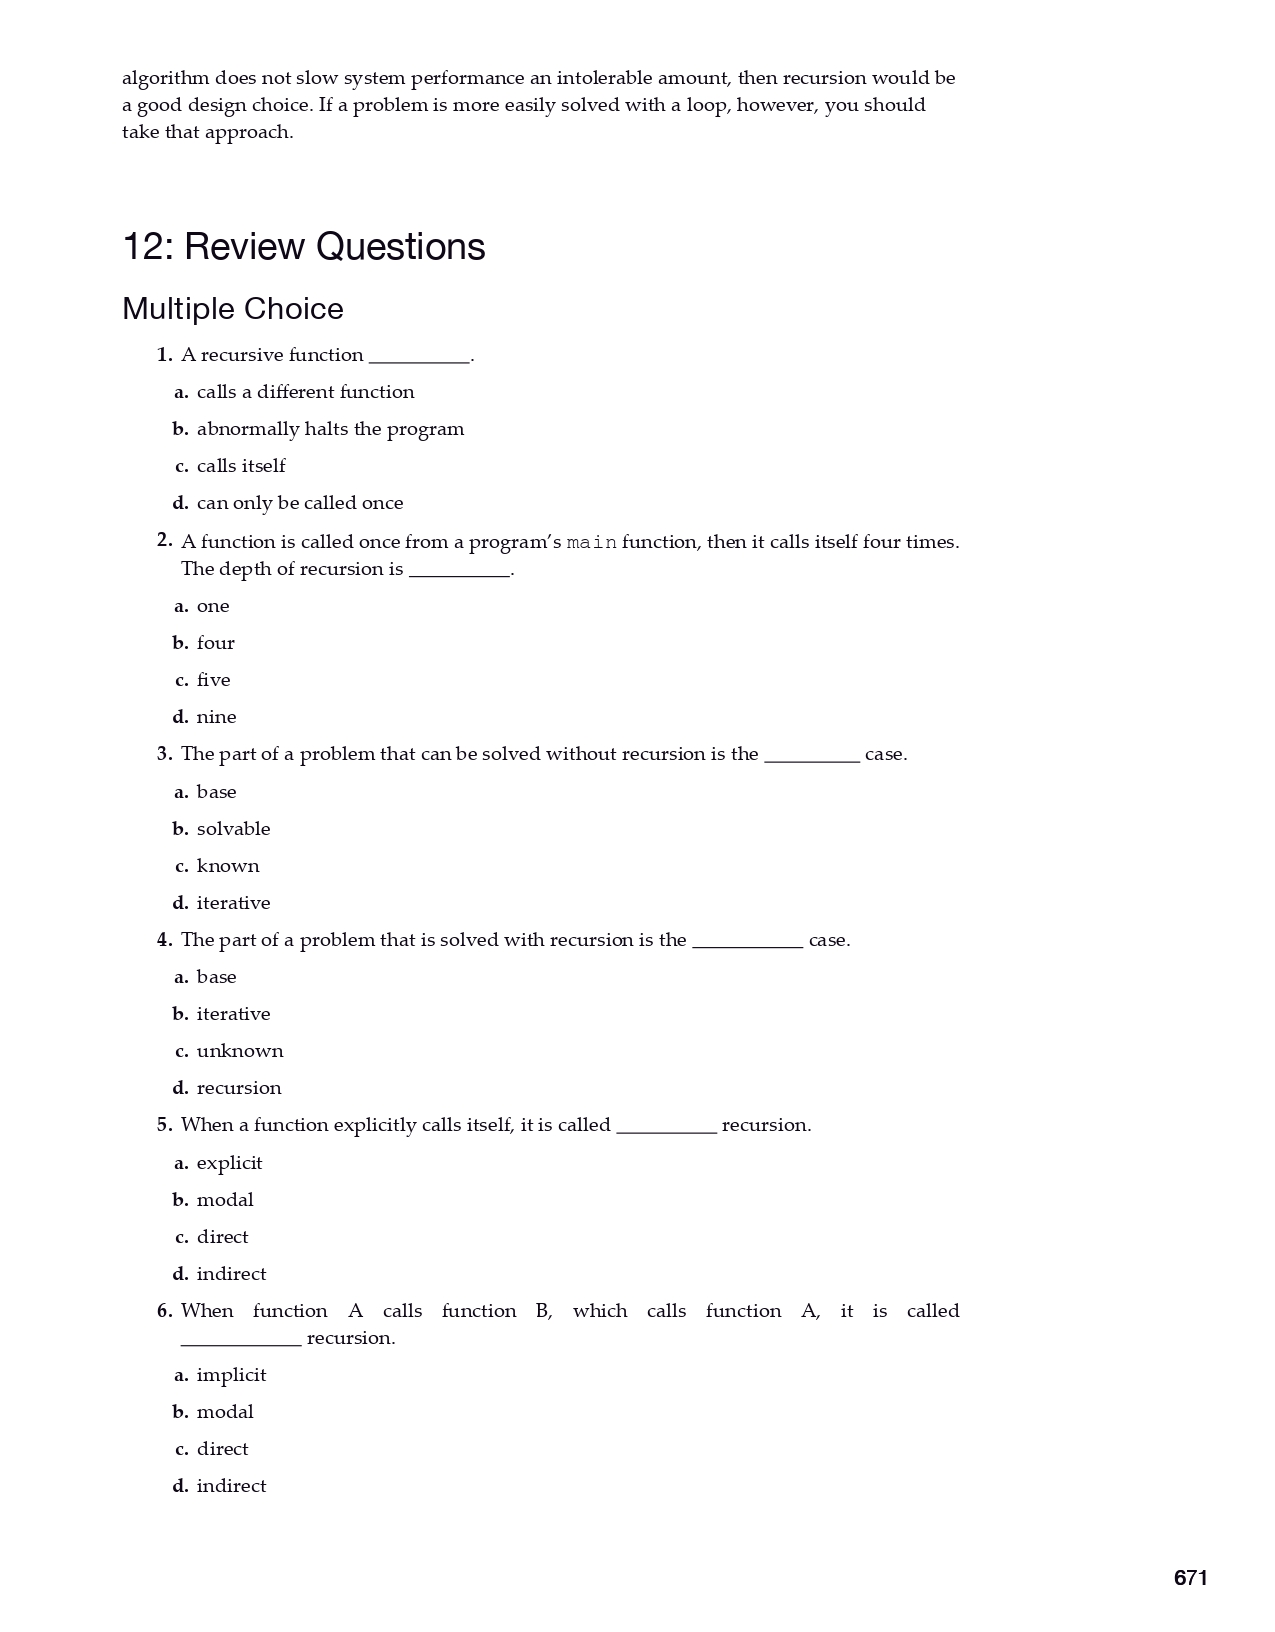 algorithm does not slow system performance an intolerable amount, then recursion would be
a good design choice. If a problem is more easily solved with a loop, however, you should
take that approach.
12: Review Questions
Multiple Choice
1. A recursive function __________.
a. calls a different function
b. abnormally halts the program
c. calls itself
d. can only be called once
2. A function is called once from a program’s main function, then it calls itself four times.
The depth of recursion is __________.
a. one
b. four
c. five
d. nine
3. The part of a problem that can be solved without recursion is the __________ case.
a. base
b. solvable
c. known
d. iterative
4. The part of a problem that is solved with recursion is the ___________ case.
a. base
b. iterative
c. unknown
d. recursion
5. When a function explicitly calls itself, it is called __________ recursion.
a. explicit
b. modal
c. direct
d. indirect
6. When function A calls function B, which calls function A, it is called
____________ recursion.
a. implicit
b. modal
c. direct
d. indirect
671